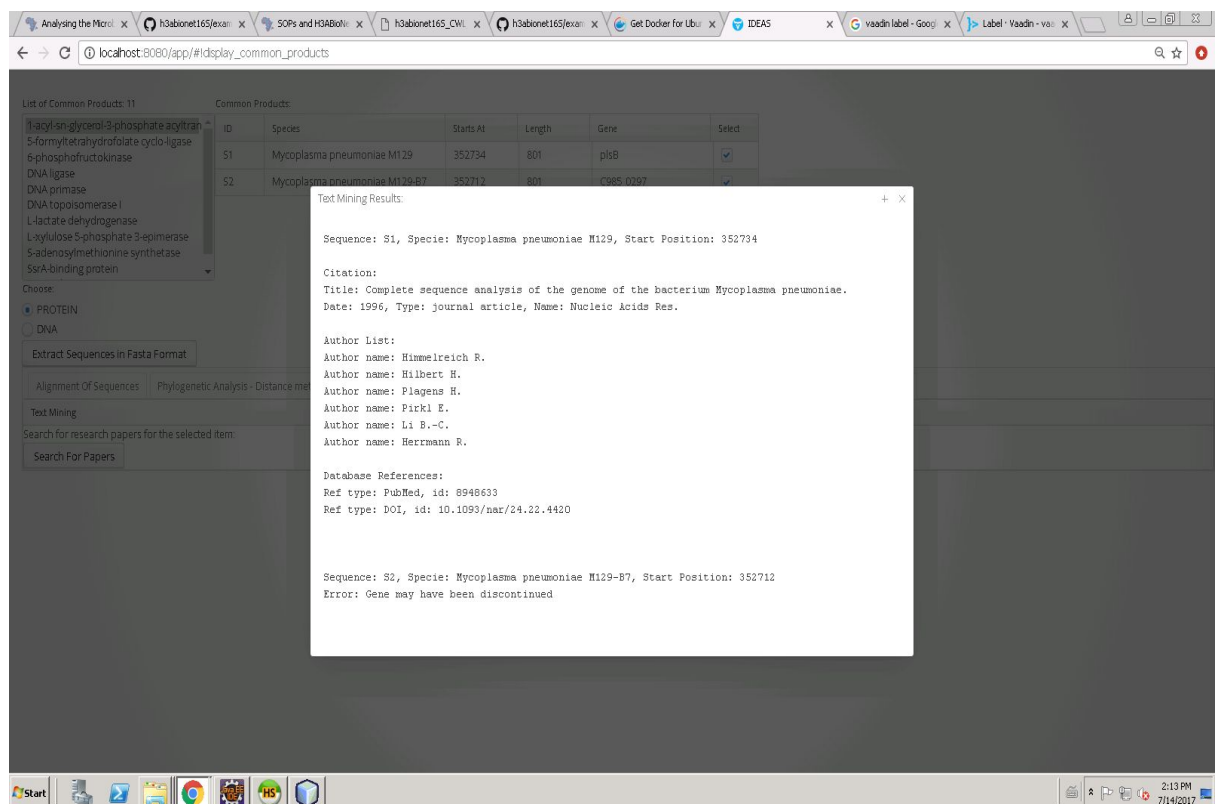 Analysing the Microl
h3abionet165/exam
SOPs and H3ABioNe
h3abionet165_CWL
h3abionet165/exam
Get Docker for Ubu
IDEAS
vaadin label - Googl
Label · Vaadin - vaa
localhost:8080/app/#!display_common_products
List of Common Products: 11
Common Products:
1-acyl-sn-glycerol-3-phosphate acyltran
5-formyltetrahydrofolate cyclo-ligase
6-phosphofructokinase
DNA ligase
DNA primase
DNA topoisomerase I
L-lactate dehydrogenase
L-xylulose 5-phosphate 3-epimerase
S-adenosylmethionine synthetase
SsrA-binding protein
ID Species Starts At Length Gene Select
S1 Mycoplasma pneumoniae M129 352734 801 plsB
S2 Mycoplasma pneumoniae M129-B7 352712 801 C985_0297
Choose:
PROTEIN
DNA
Extract Sequences in Fasta Format
Alignment Of Sequences Phylogenetic Analysis - Distance met
Text Mining
Search for research papers for the selected item:
Search For Papers
Text Mining Results:
Sequence: S1, Specie: Mycoplasma pneumoniae M129, Start Position: 352734
Citation:
Title: Complete sequence analysis of the genome of the bacterium Mycoplasma pneumoniae.
Date: 1996, Type: journal article, Name: Nucleic Acids Res.
Author List:
Author name: Himmelreich R.
Author name: Hilbert H.
Author name: Plagens H.
Author name: Pirkl E.
Author name: Li B.-C.
Author name: Herrmann R.
Database References:
Ref type: PubMed, id: 8948633
Ref type: DOI, id: 10.1093/nar/24.22.4420
Sequence: S2, Specie: Mycoplasma pneumoniae M129-B7, Start Position: 352712
Error: Gene may have been discontinued
Start
HS
2:13 PM
7/14/2017